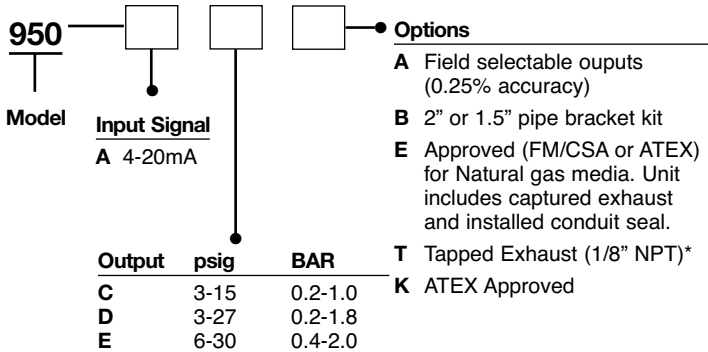 950
Model
Input Signal
A 4-20mA
Output psig BAR
C 3-15 0.2-1.0
D 3-27 0.2-1.8
E 6-30 0.4-2.0
Options
A Field selectable ouputs
(0.25% accuracy)
B 2” or 1.5” pipe bracket kit
E Approved (FM/CSA or ATEX)
for Natural gas media. Unit
includes captured exhaust
and installed conduit seal.
T Tapped Exhaust (1/8” NPT)*
K ATEX Approved